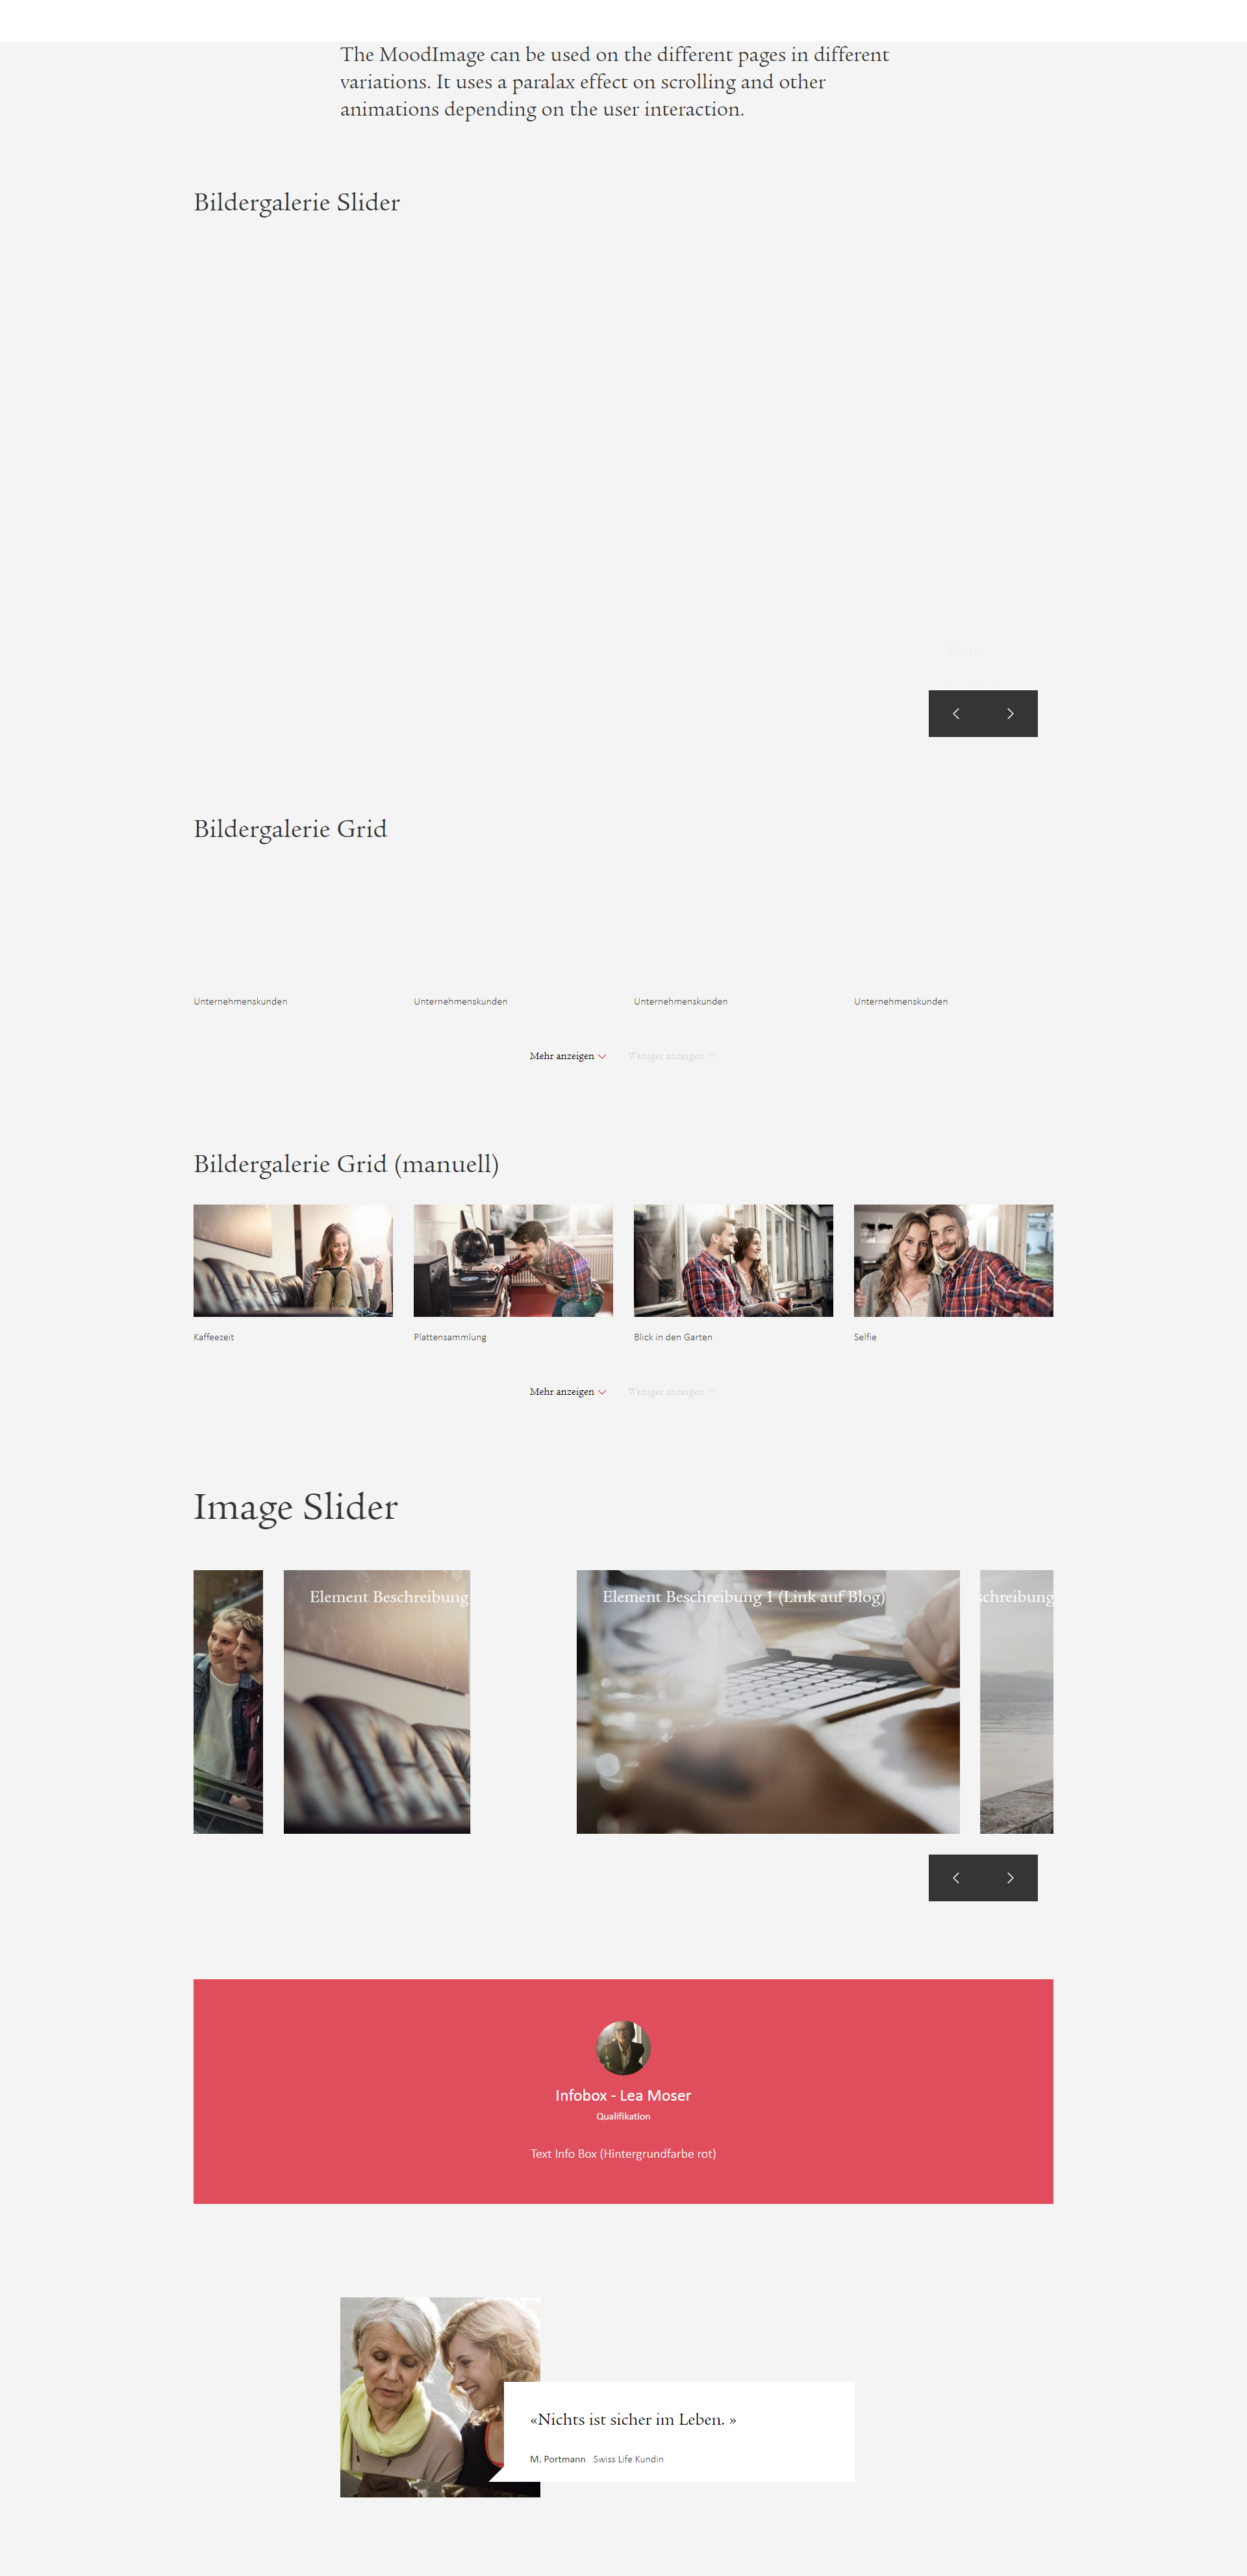 The MoodImage can be used on the different pages in different
variations. It uses a paralax effect on scrolling and other
animations depending on the user interaction.
Bildergalerie Slider
Bildergalerie Grid
Unternehmenskunden
Unternehmenskunden
Unternehmenskunden
Unternehmenskunden
Mehr anzeigen
Weniger anzeigen
Bildergalerie Grid (manuell)
Kaffeezeit
Plattensammlung
Blick in den Garten
Selfie
Mehr anzeigen
Weniger anzeigen
Image Slider
Element Beschreibung
Element Beschreibung 1 (Link auf Blog)
schreibung
Infobox - Lea Moser
Qualifikation
Text Info Box (Hintergrundfarbe rot)
«Nichts ist sicher im Leben. »
M. Portmann Swiss Life Kundin